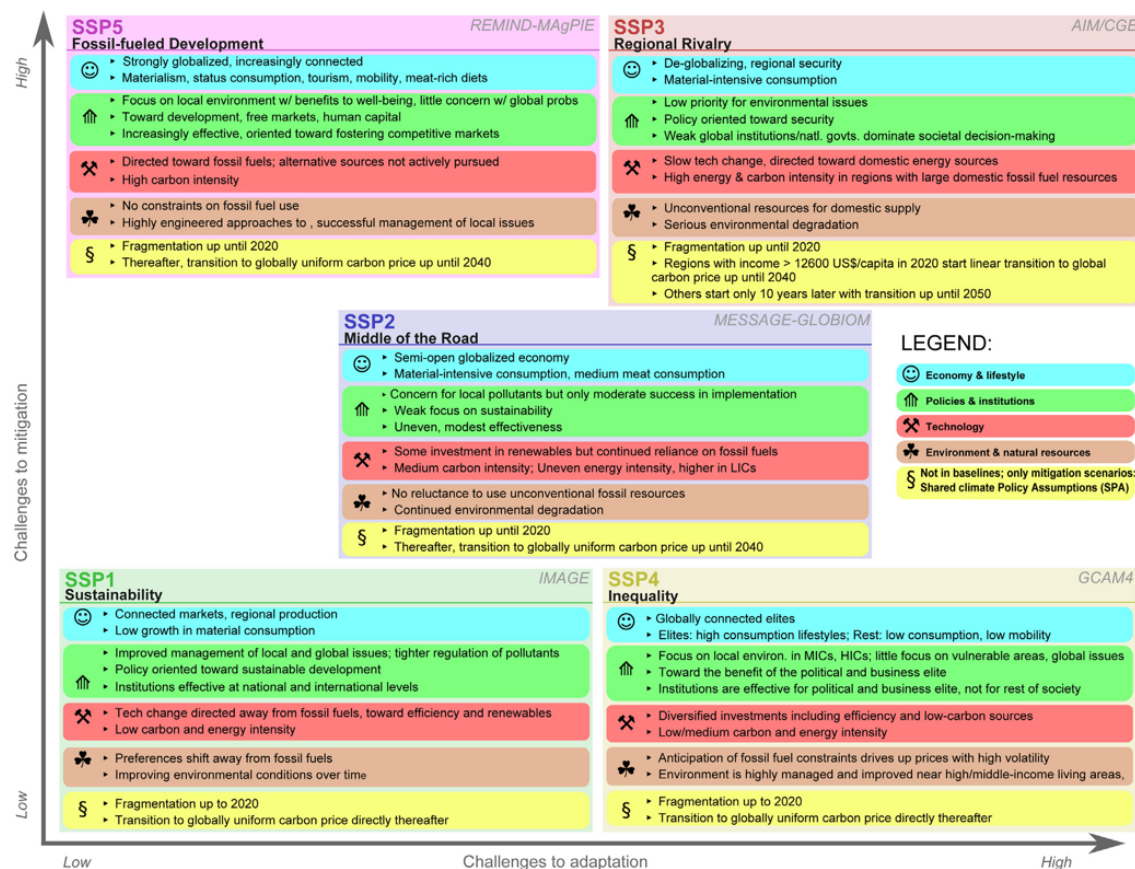 SSP5
REMIND-MAgPIE
Fossil-fueled Development
‣ Strongly globalized, increasingly connected
‣ Materialism, status consumption, tourism, mobility, meat-rich diets
‣ Focus on local environment w/ benefits to well-being, little concern w/ global probs
‣ Toward development, free markets, human capital
‣ Increasingly effective, oriented toward fostering competitive markets
‣ Directed toward fossil fuels; alternative sources not actively pursued
‣ High carbon intensity
‣ No constraints on fossil fuel use
‣ Highly engineered approaches to , successful management of local issues
§
‣ Fragmentation up until 2020
‣ Thereafter, transition to globally uniform carbon price up until 2040
SSP3
AIM/CGE
Regional Rivalry
‣ De-globalizing, regional security
‣ Material-intensive consumption
‣ Low priority for environmental issues
‣ Policy oriented toward security
‣ Weak global institutions/natl. govts. dominate societal decision-making
‣ Slow tech change, directed toward domestic energy sources
‣ High energy & carbon intensity in regions with large domestic fossil fuel resources
‣ Unconventional resources for domestic supply
‣ Serious environmental degradation
§
‣ Fragmentation up until 2020
‣ Regions with income > 12600 US$/capita in 2020 start linear transition to global
carbon price up until 2040
‣ Others start only 10 years later with transition up until 2050
SSP2
MESSAGE-GLOBIOM
Middle of the Road
‣ Semi-open globalized economy
‣ Material-intensive consumption, medium meat consumption
‣ Concern for local pollutants but only moderate success in implementation
‣ Weak focus on sustainability
‣ Uneven, modest effectiveness
‣ Some investment in renewables but continued reliance on fossil fuels
‣ Medium carbon intensity; Uneven energy intensity, higher in LICs
‣ No reluctance to use unconventional fossil resources
‣ Continued environmental degradation
§
‣ Fragmentation up until 2020
‣ Thereafter, transition to globally uniform carbon price up until 2040
LEGEND:
Economy & lifestyle
Policies & institutions
Technology
Environment & natural resources
§
Not in baselines; only mitigation scenarios:
Shared climate Policy Assumptions (SPA)
SSP1
IMAGE
Sustainability
‣ Connected markets, regional production
‣ Low growth in material consumption
‣ Improved management of local and global issues; tighter regulation of pollutants
‣ Policy oriented toward sustainable development
‣ Institutions effective at national and international levels
‣ Tech change directed away from fossil fuels, toward efficiency and renewables
‣ Low carbon and energy intensity
‣ Preferences shift away from fossil fuels
‣ Improving environmental conditions over time
§
‣ Fragmentation up to 2020
‣ Transition to globally uniform carbon price directly thereafter
SSP4
GCAM4
Inequality
‣ Globally connected elites
‣ Elites: high consumption lifestyles; Rest: low consumption, low mobility
‣ Focus on local environ. in MICs, HICs; little focus on vulnerable areas, global issues
‣ Toward the benefit of the political and business elite
‣ Institutions are effective for political and business elite, not for rest of society
‣ Diversified investments including efficiency and low-carbon sources
‣ Low/medium carbon and energy intensity
‣ Anticipation of fossil fuel constraints drives up prices with high volatility
‣ Environment is highly managed and improved near high/middle-income living areas,
§
‣ Fragmentation up to 2020
‣ Transition to globally uniform carbon price directly thereafter
High
Challenges to mitigation
Low
Low
Challenges to adaptation
High